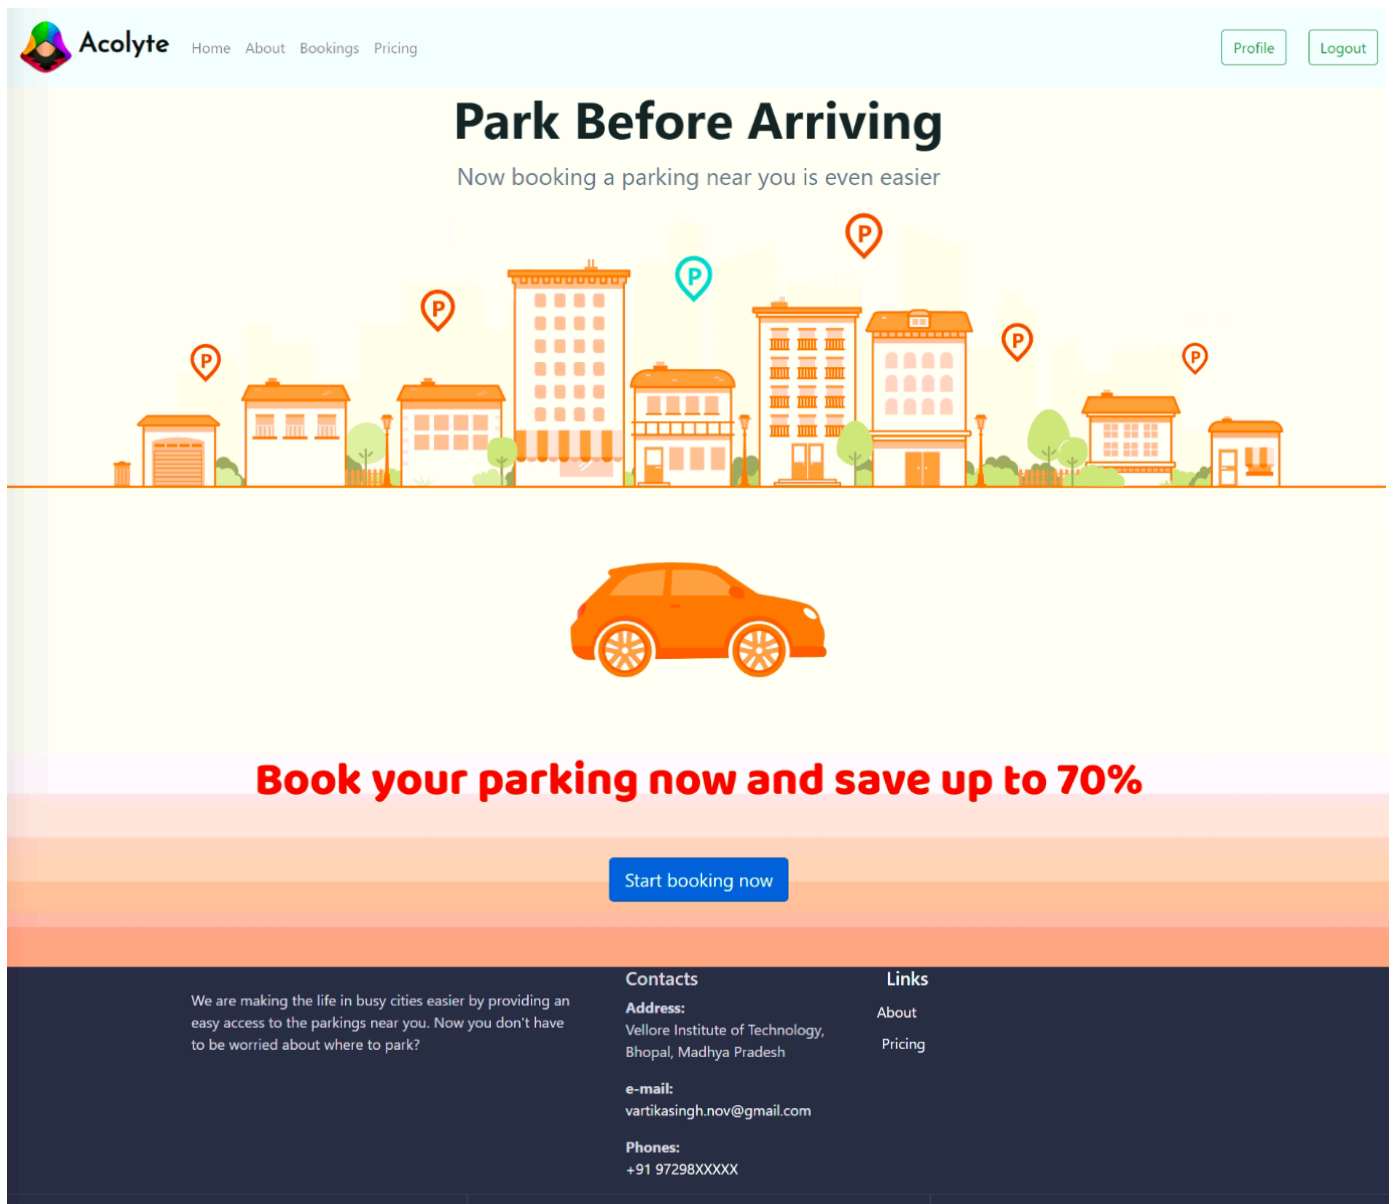 Acolyte
Home About Bookings Pricing
Profile Logout
Park Before Arriving
Now booking a parking near you is even easier
P
P
P
P
P
P
Book your parking now and save up to 70%
Start booking now
We are making the life in busy cities easier by providing an
easy access to the parkings near you. Now you don't have
to be worried about where to park?
Contacts
Address:
Vellore Institute of Technology,
Bhopal, Madhya Pradesh
e-mail:
vartikasingh.nov@gmail.com
Phones:
+91 97298XXXXX
Links
About
Pricing